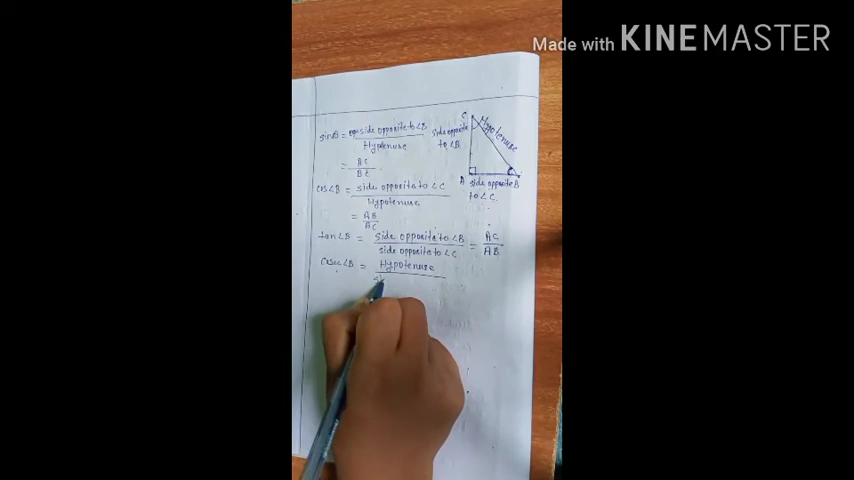 Made with KINEMASTER
sin B = side opposite to ∠B
Hypotenuse
= AC
BC
cos∠B = side opposite to ∠C
Hypotenuse
= AB
BC
tan∠B = side opposite to ∠B = AC
side opposite to ∠C AB
cosec∠B = Hypotenuse
si
C
Hypotenuse
side opposite
to ∠B
A side opposite B
to ∠C.